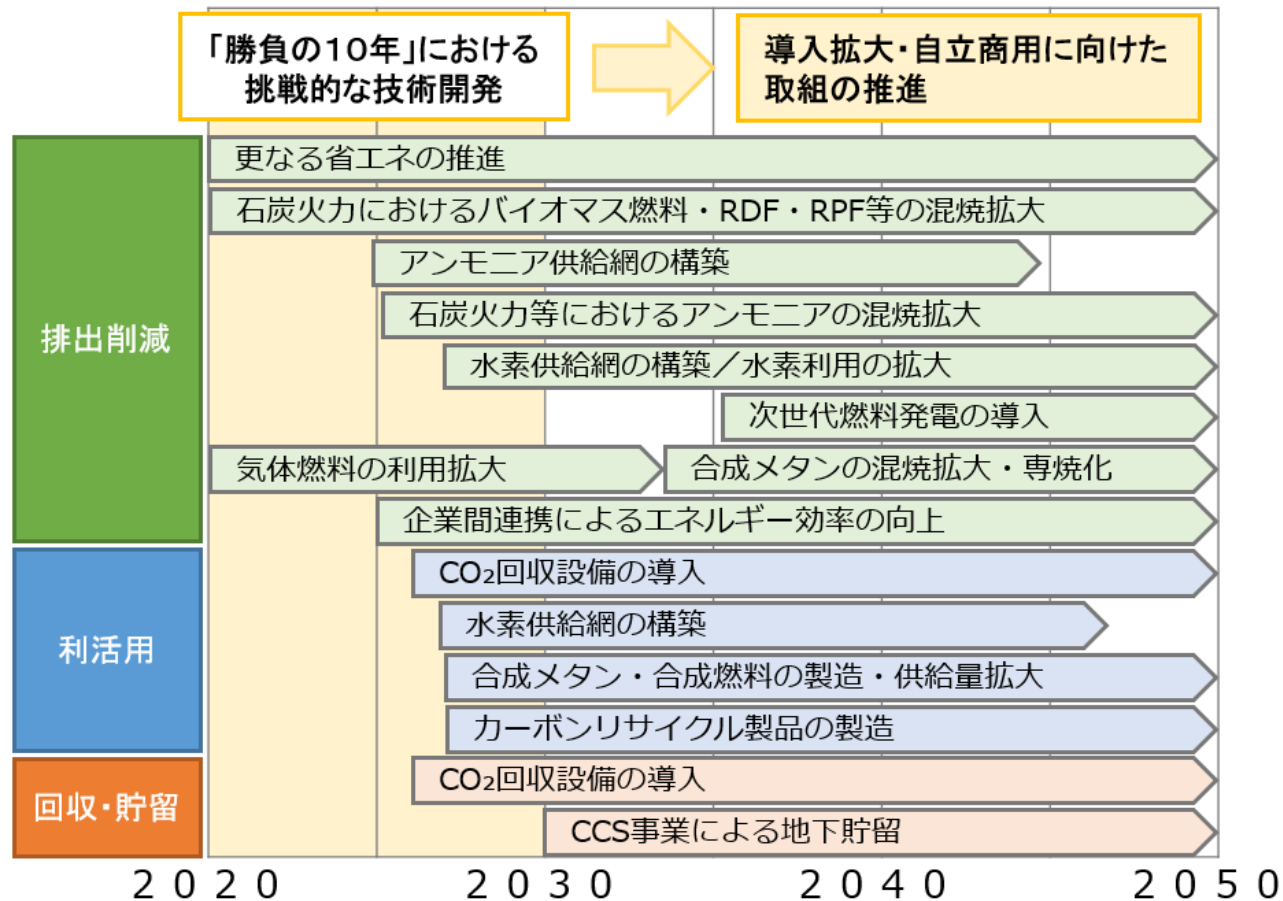 「勝負の10年」における
挑戦的な技術開発
導入拡大・自立商用に向けた
取組の推進
排出削減
更なる省エネの推進
石炭火力におけるバイオマス燃料・RDF・RPF等の混焼拡大
アンモニア供給網の構築
石炭火力等におけるアンモニアの混焼拡大
水素供給網の構築／水素利用の拡大
次世代燃料発電の導入
気体燃料の利用拡大
合成メタンの混焼拡大・専焼化
企業間連携によるエネルギー効率の向上
利活用
CO₂回収設備の導入
水素供給網の構築
合成メタン・合成燃料の製造・供給量拡大
カーボンリサイクル製品の製造
回収・貯留
CO₂回収設備の導入
CCS事業による地下貯留
２０２０ ２０３０ ２０４０ ２０５０